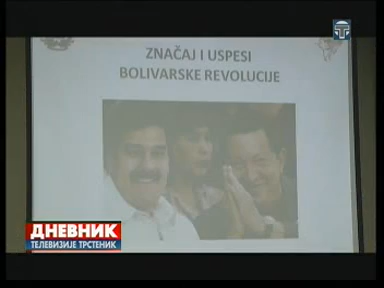 ZNAČAJ I USPESI
BOLIVARSKE REVOLUCIJE
ДНЕВНИК
ТЕЛЕВИЗИЈЕ ТРСТЕНИК